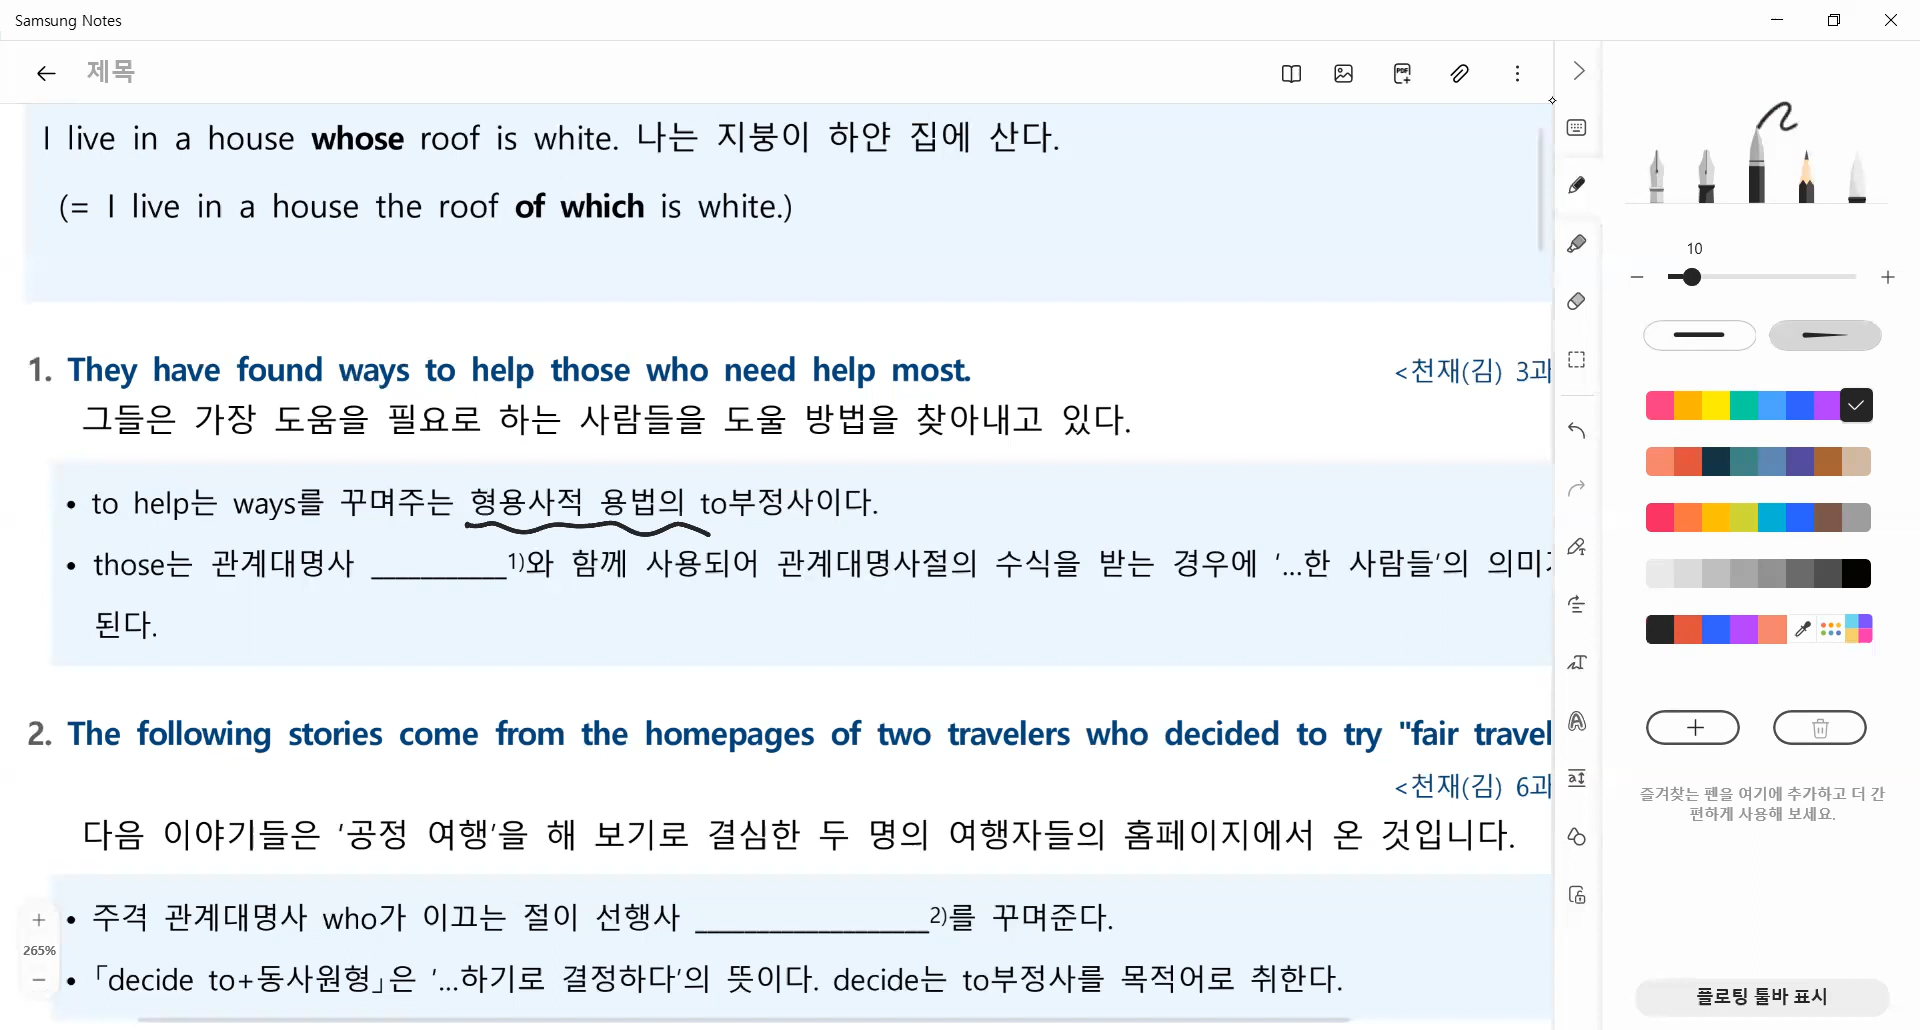 Samsung Notes
제목
I live in a house whose roof is white. 나는 지붕이 하얀 집에 산다.
(= I live in a house the roof of which is white.)
1. They have found ways to help those who need help most.
<천재(김) 3과
그들은 가장 도움을 필요로 하는 사람들을 도울 방법을 찾아내고 있다.
• to help는 ways를 꾸며주는 형용사적 용법의 to부정사이다.
• those는 관계대명사 ___________1)와 함께 사용되어 관계대명사절의 수식을 받는 경우에 '...한 사람들'의 의미가
된다.
2. The following stories come from the homepages of two travelers who decided to try "fair travel
<천재(김) 6과
다음 이야기들은 '공정 여행'을 해 보기로 결심한 두 명의 여행자들의 홈페이지에서 온 것입니다.
• 주격 관계대명사 who가 이끄는 절이 선행사 ___________________2)를 꾸며준다.
• 「decide to+동사원형」은 '...하기로 결정하다'의 뜻이다. decide는 to부정사를 목적어로 취한다.
265%
PDF
10
즐겨찾는 펜을 여기에 추가하고 더 간
편하게 사용해 보세요.
플로팅 툴바 표시